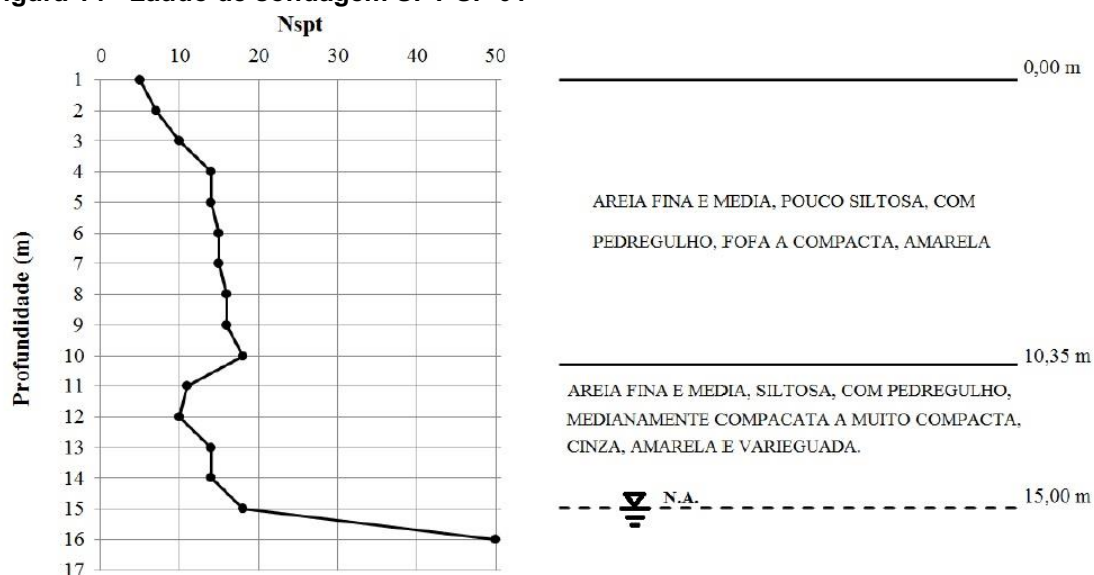 Nspt
0 10 20 30 40 50
1
2
3
4
5
6
7
8
9
10
11
12
13
14
15
16
17
Profundidade (m)
0,00 m
AREIA FINA E MEDIA, POUCO SILTOSA, COM
PEDREGULHO, FOFA A COMPACTA, AMARELA
10,35 m
AREIA FINA E MEDIA, SILTOSA, COM PEDREGULHO,
MEDIANAMENTE COMPACATA A MUITO COMPACTA,
CINZA, AMARELA E VARIEGUADA.
N.A.
15,00 m